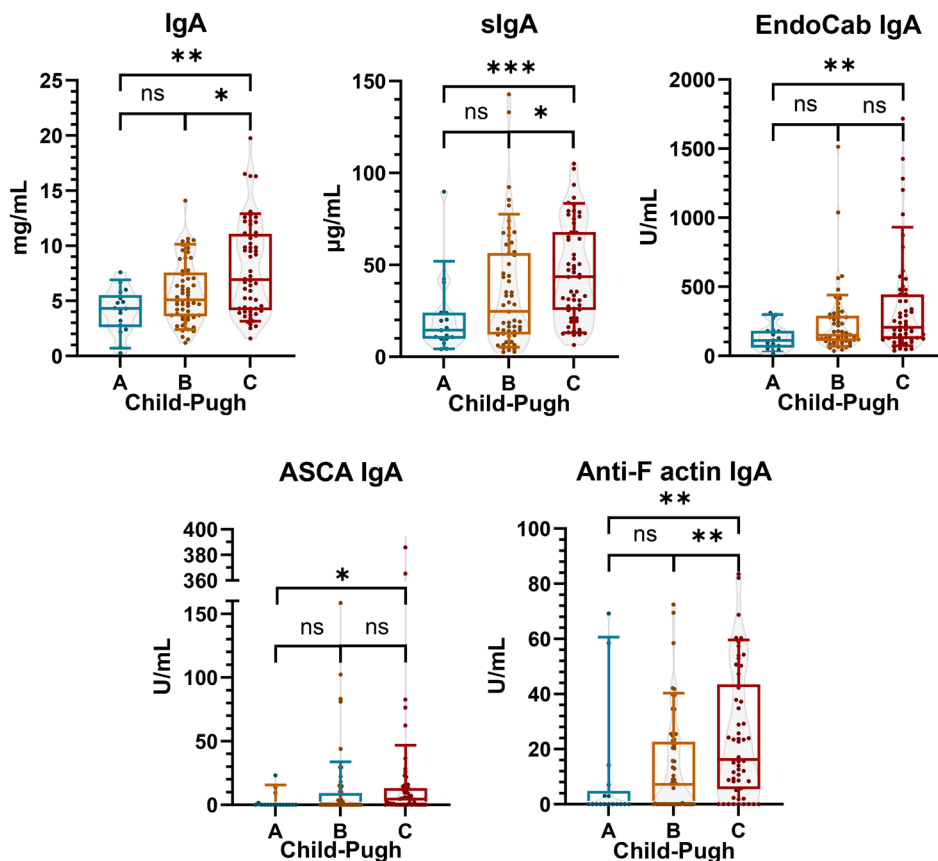 IgA
**
ns *
mg/mL
25
20
15
10
5
0
A B C
Child-Pugh
sIgA
***
ns *
µg/mL
150
100
50
0
A B C
Child-Pugh
EndoCab IgA
**
ns ns
U/mL
2000
1500
1000
500
0
A B C
Child-Pugh
ASCA IgA
*
ns ns
U/mL
400
380
360
150
100
50
0
A B C
Child-Pugh
Anti-F actin IgA
**
ns **
U/mL
100
80
60
40
20
0
A B C
Child-Pugh